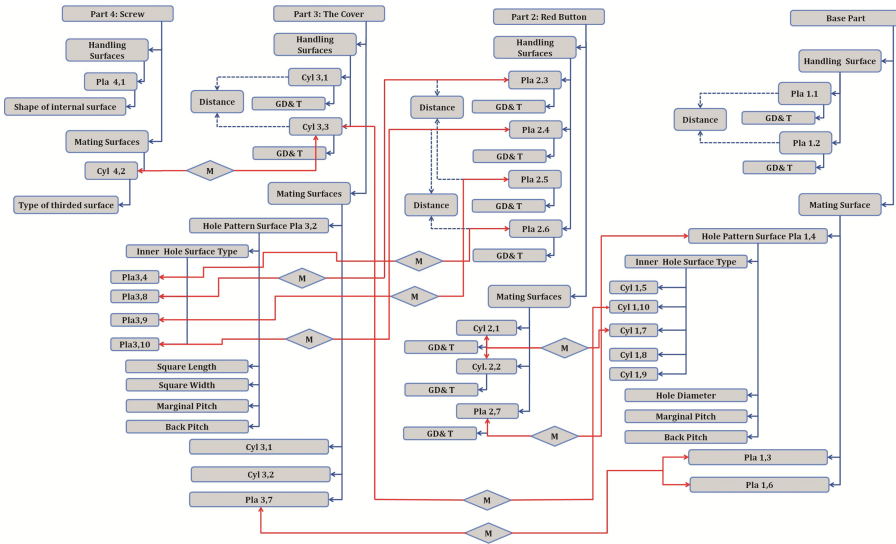 Part 4: Screw
Handling
Surfaces
Pla 4,1
Shape of internal surface
Mating Surfaces
Cyl 4,2
Type of thirded surface
M
Part 3: The Cover
Handling
Surfaces
Cyl 3,1
GD& T
Distance
Cyl 3,3
GD& T
Mating Surfaces
Hole Pattern Surface Pla 3,2
Inner Hole Surface Type
Pla3,4
Pla3,8
Pla3,9
Pla3,10
Square Length
Square Width
Marginal Pitch
Back Pitch
Cyl 3,1
Cyl 3,2
Pla 3,7
M
M
M
M
Part 2: Red Button
Handling
Surfaces
Pla 2.3
GD& T
Distance
Pla 2.4
GD& T
Pla 2.5
GD& T
Distance
Pla 2.6
GD& T
Mating Surfaces
Cyl 2,1
GD& T
Cyl. 2,2
GD& T
Pla 2,7
GD& T
M
M
M
M
Base Part
Handling Surface
Pla 1.1
GD& T
Distance
Pla 1.2
GD& T
Mating Surface
Hole Pattern Surface Pla 1,4
Inner Hole Surface Type
Cyl 1,5
Cyl 1,10
Cyl 1,7
Cyl 1,8
Cyl 1,9
Hole Diameter
Marginal Pitch
Back Pitch
Pla 1,3
Pla 1,6